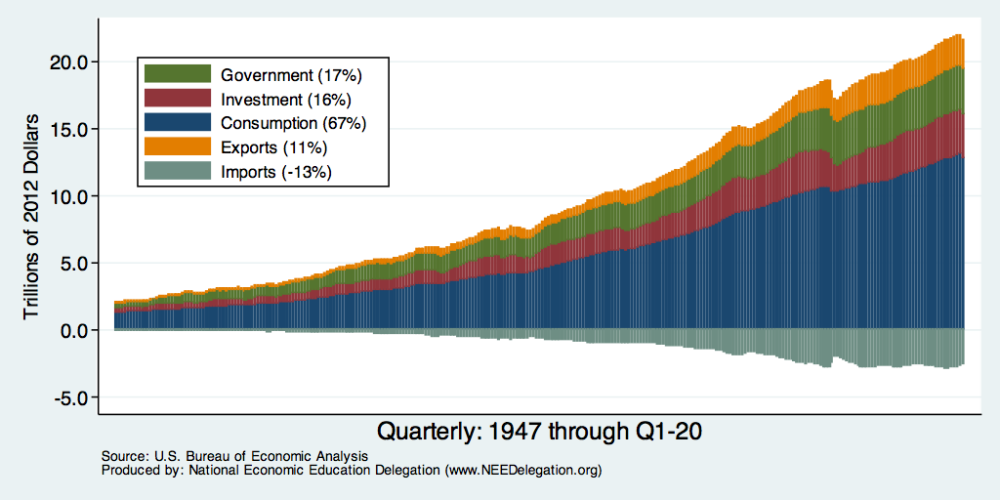 20.0
15.0
10.0
5.0
0.0
-5.0
Trillions of 2012 Dollars
Government (17%)
Investment (16%)
Consumption (67%)
Exports (11%)
Imports (-13%)
Quarterly: 1947 through Q1-20
Source: U.S. Bureau of Economic Analysis
Produced by: National Economic Education Delegation (www.NEEDelegation.org)